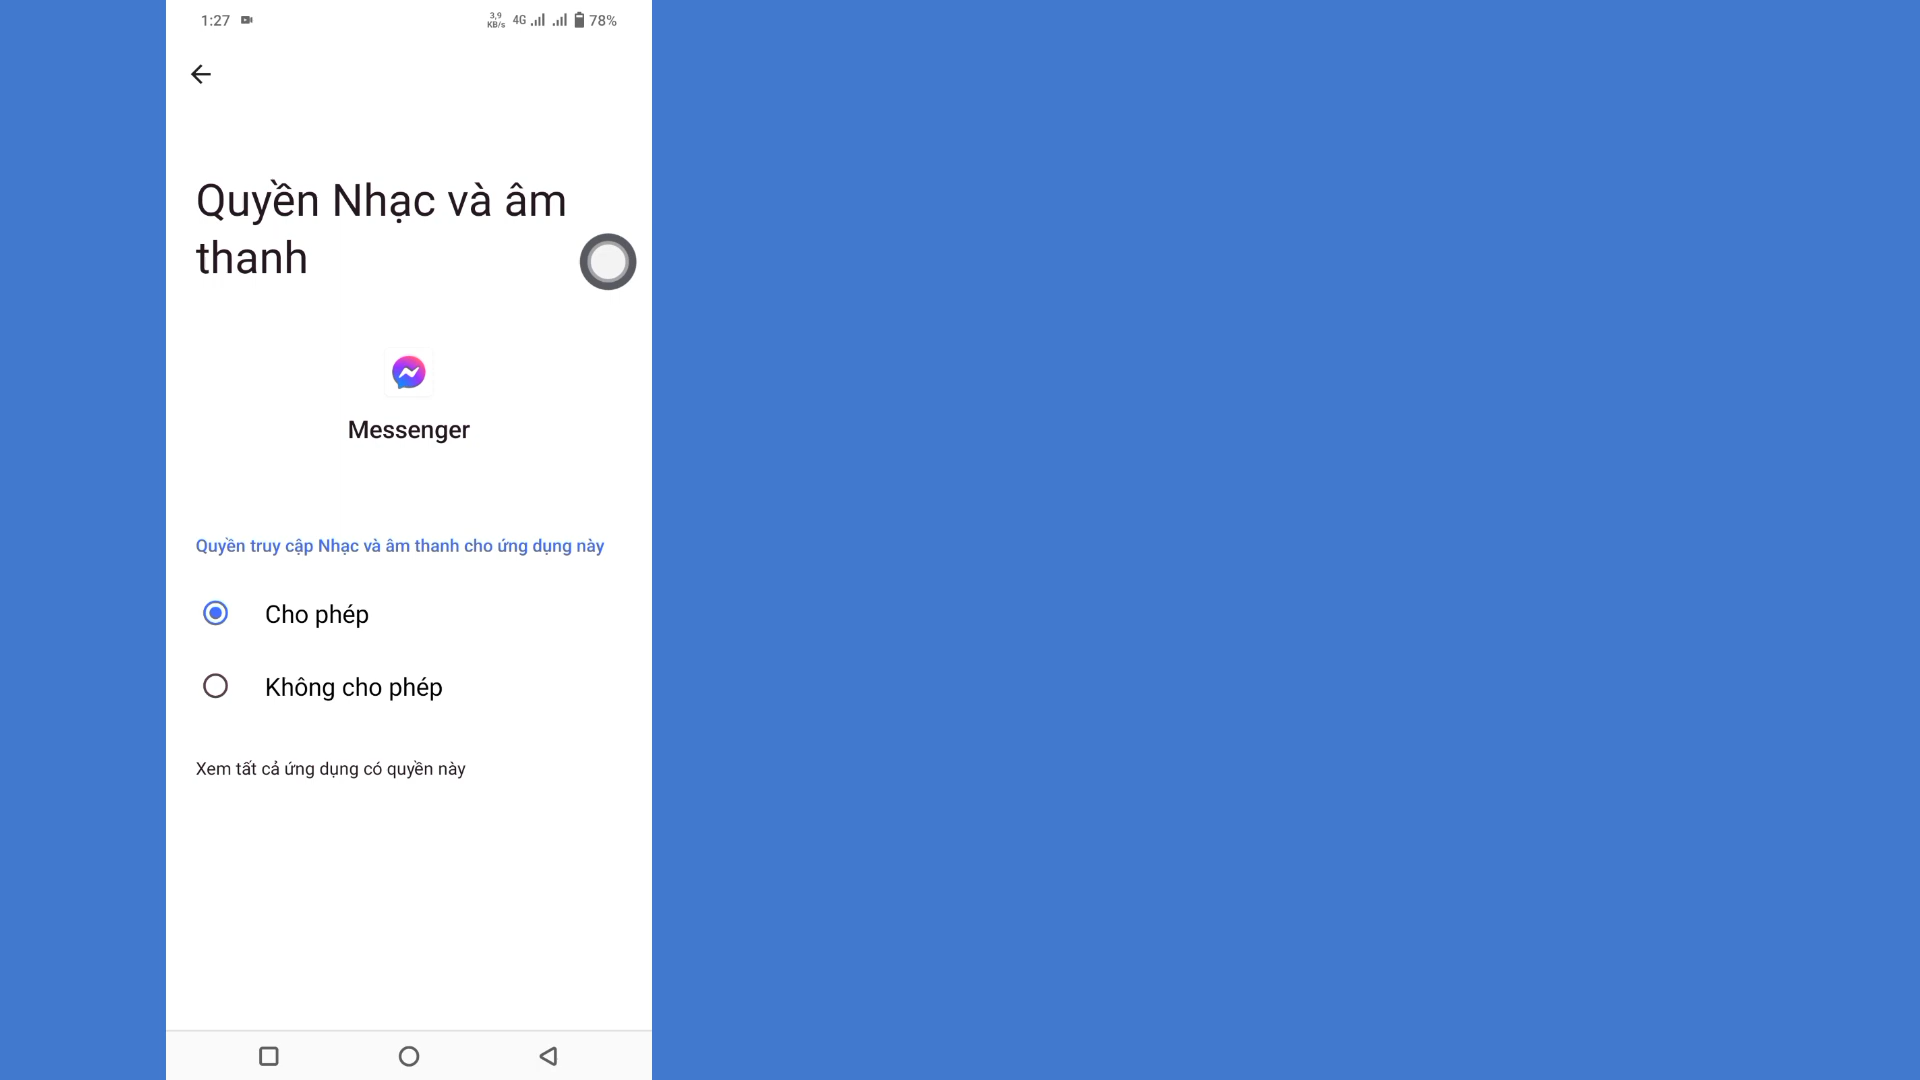 1:27
3,9
KB/s
4G
78%
Quyền Nhạc và âm
thanh
Messenger
Quyền truy cập Nhạc và âm thanh cho ứng dụng này
Cho phép
Không cho phép
Xem tất cả ứng dụng có quyền này